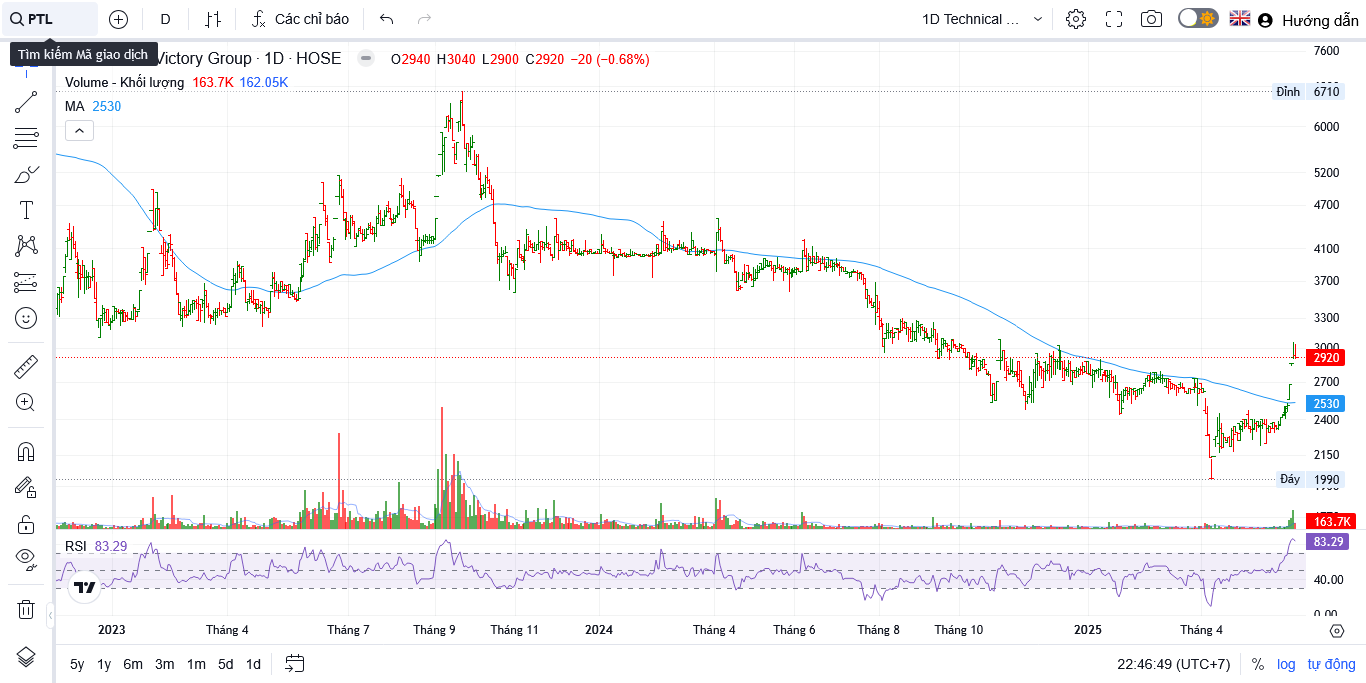 PTL
D
Các chỉ báo
1D Technical ...
Hướng dẫn
Tìm kiếm Mã giao dịch
Victory Group · 1D · HOSE
O2940 H3040 L2900 C2920 −20 (−0.68%)
Volume - Khối lượng 163.7K 162.05K
MA 2530
7600
Đỉnh 6710
6000
5200
4700
4100
3700
3300
3000
2920
2700
2530
2400
2150
Đáy 1990
163.7K
RSI 83.29
83.29
40.00
0.00
2023 Tháng 4 Tháng 7 Tháng 9 Tháng 11 2024 Tháng 4 Tháng 6 Tháng 8 Tháng 10 2025 Tháng 4
5y 1y 6m 3m 1m 5d 1d
22:46:49 (UTC+7) % log tự động